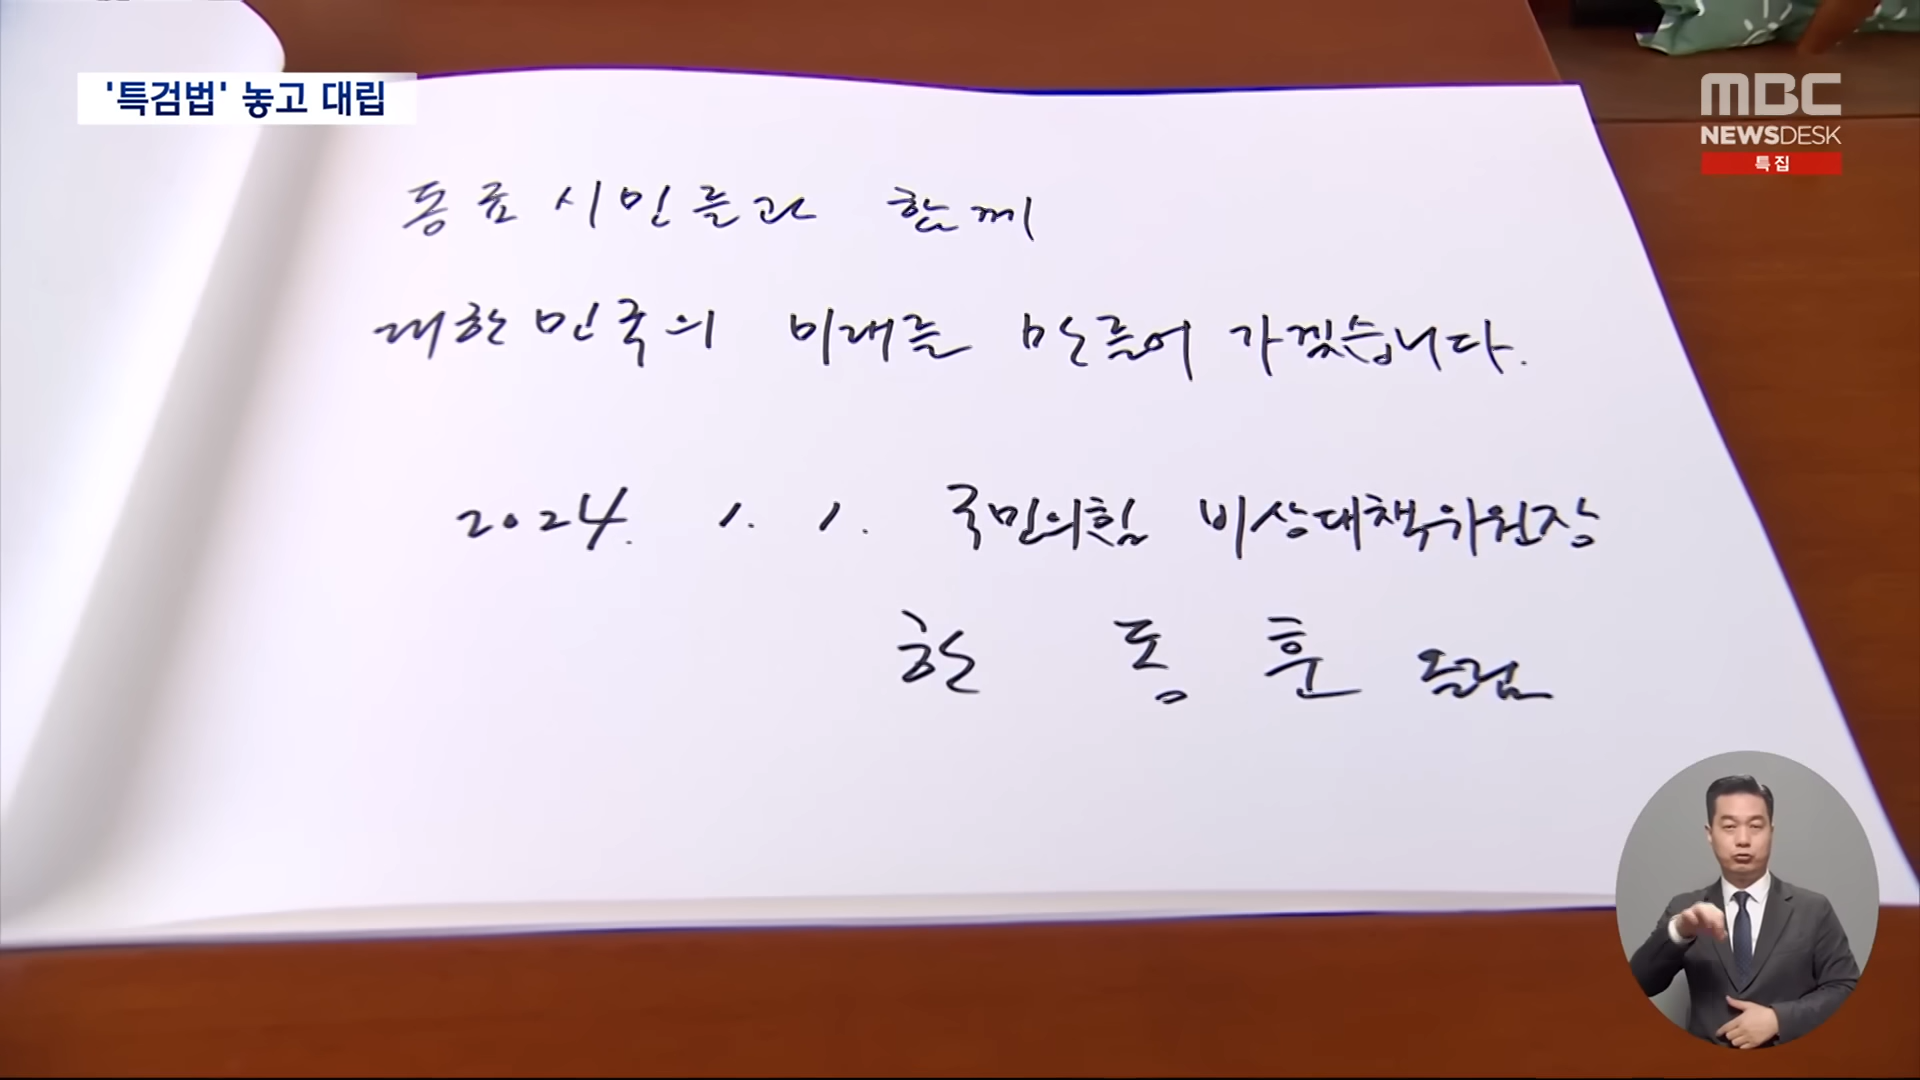 '특검법' 놓고 대립
MBC
NEWSDESK
특집
동료시민들과 함께
대한민국의 미래를 만들어 가겠습니다.
2024. 1. 1. 국민의힘 비상대책위원장
한 동 훈 올림